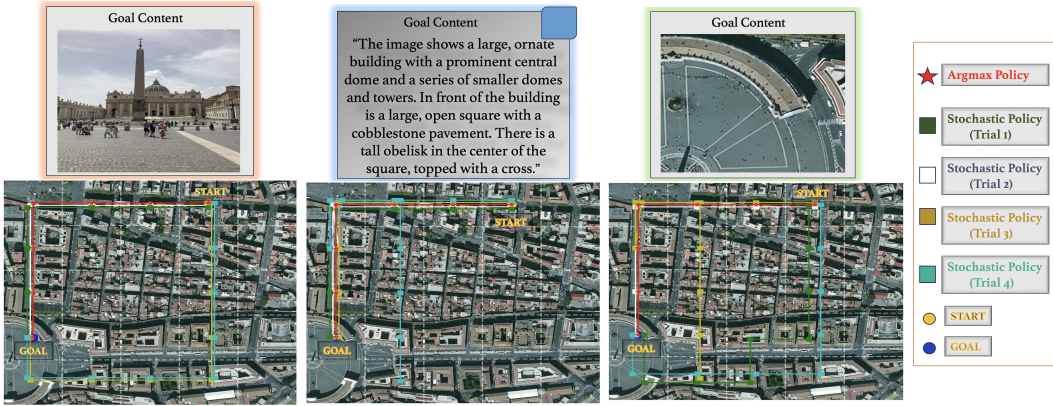 Goal Content
Goal Content
“The image shows a large, ornate
building with a prominent central
dome and a series of smaller domes
and towers. In front of the building
is a large, open square with a
cobblestone pavement. There is a
tall obelisk in the center of the
square, topped with a cross.”
Goal Content
START
GOAL
START
GOAL
START
GOAL
Argmax Policy
Stochastic Policy
(Trial 1)
Stochastic Policy
(Trial 2)
Stochastic Policy
(Trial 3)
Stochastic Policy
(Trial 4)
START
GOAL